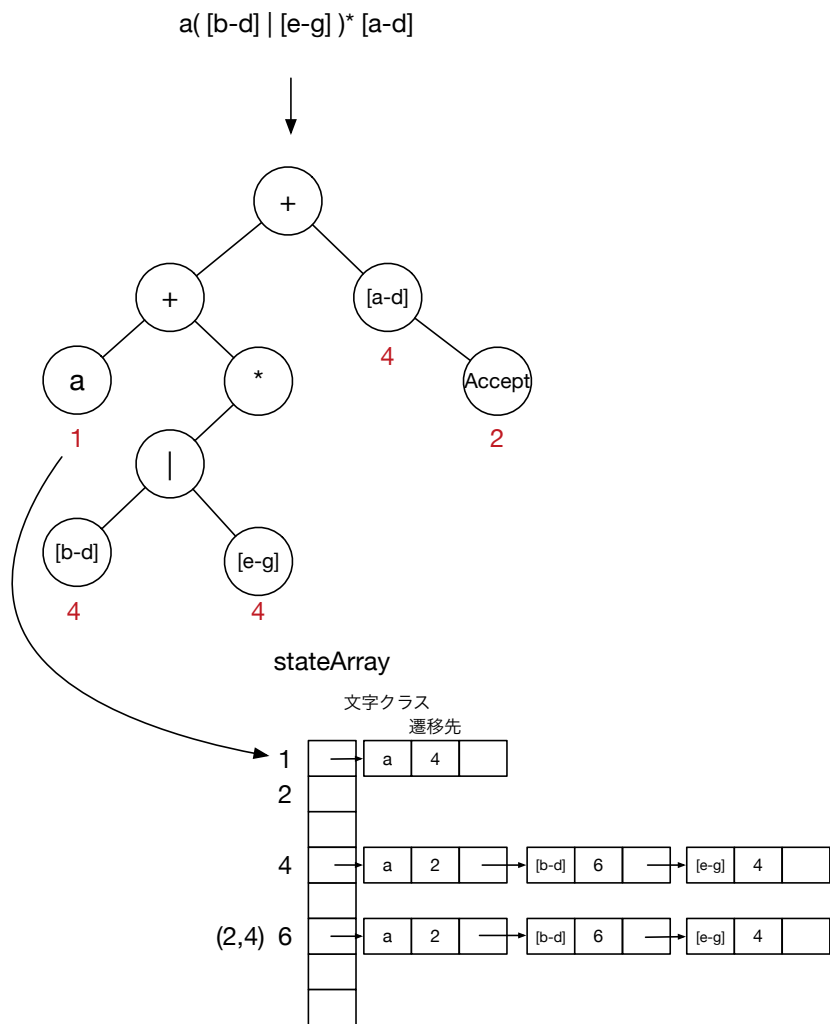 a( [b-d] | [e-g] )* [a-d]
+
+
[a-d]
4
a
1
*
Accept
2
|
[b-d]
4
[e-g]
4
stateArray
文字クラス
遷移先
1 a 4
2
4 a 2 [b-d] 6 [e-g] 4
(2,4) 6 a 2 [b-d] 6 [e-g] 4